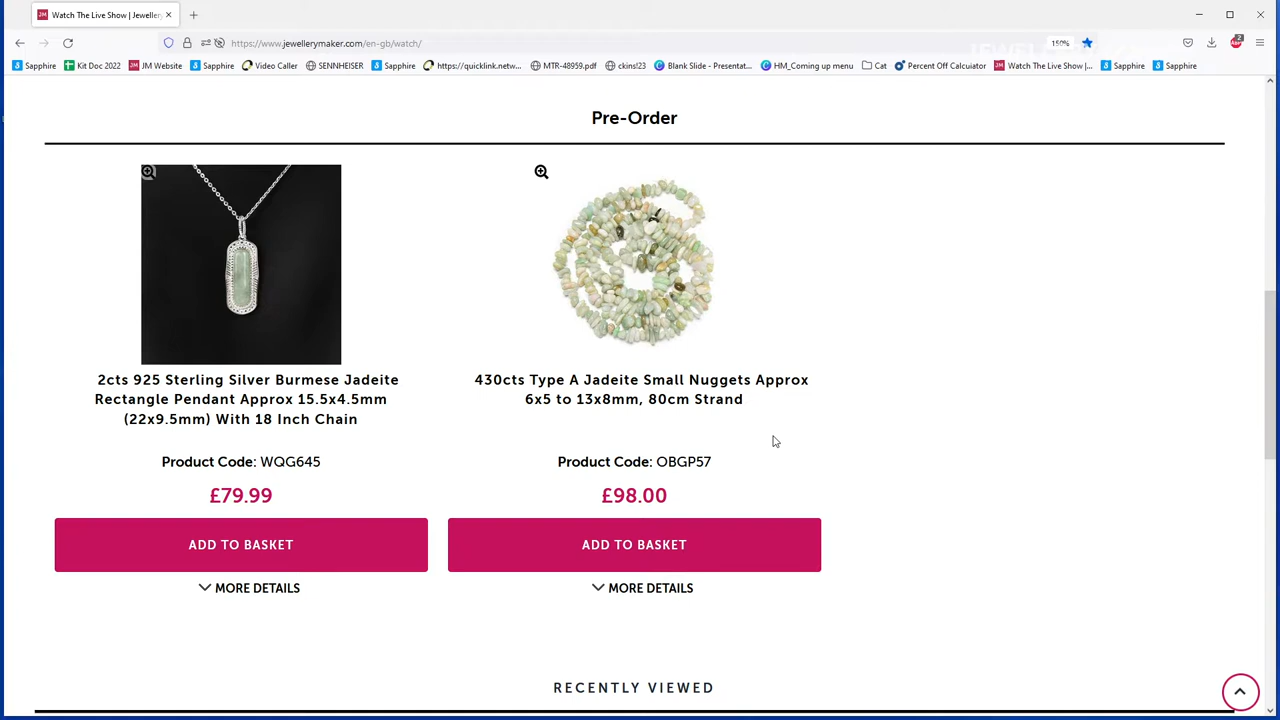 Watch The Live Show | Jeweller
https://www.jewellerymaker.com/en-gb/watch/
150%
Sapphire
Kit Doc 2022
JM Website
Sapphire
Video Caller
SENNHEISER
Sapphire
https://quicklink.netw...
MTR-48959.pdf
ckins!23
Blank Slide - Presentat...
HM_Coming up menu
Cat
Percent Off Calculator
Watch The Live Show |...
Sapphire
Sapphire
Pre-Order
2cts 925 Sterling Silver Burmese Jadeite
Rectangle Pendant Approx 15.5x4.5mm
(22x9.5mm) With 18 Inch Chain
Product Code: WQG645
£79.99
ADD TO BASKET
MORE DETAILS
430cts Type A Jadeite Small Nuggets Approx
6x5 to 13x8mm, 80cm Strand
Product Code: OBGP57
£98.00
ADD TO BASKET
MORE DETAILS
RECENTLY VIEWED